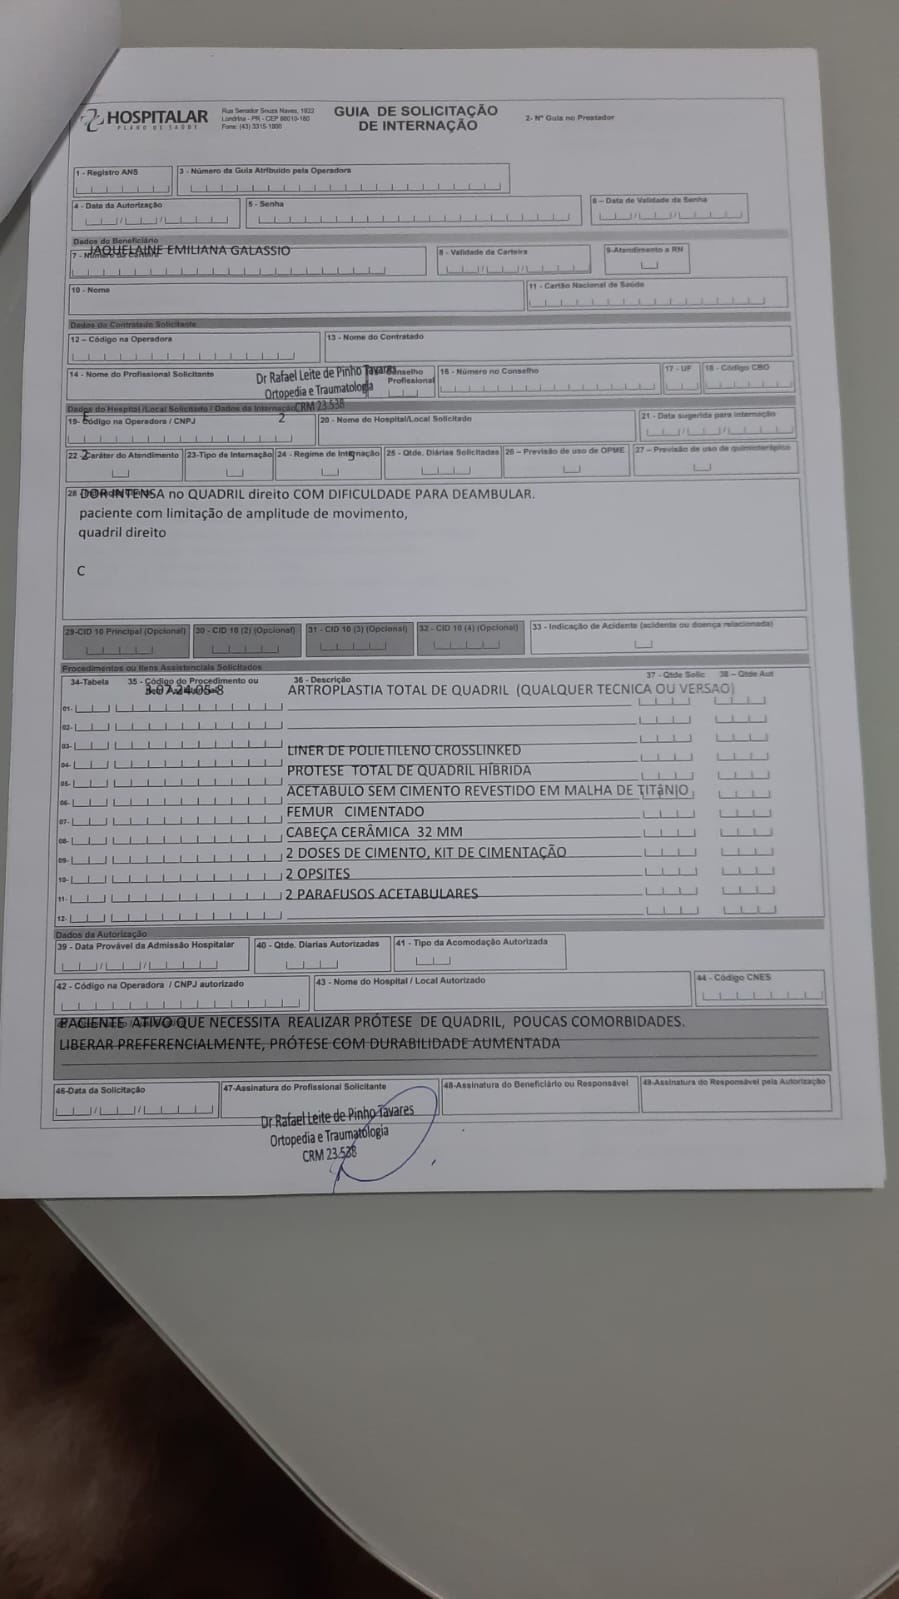 HOSPITALAR
PLANO DE SAÚDE
Rua Senador Souza Naves, 1922
Londrina - PR - CEP 86010-160
Fone: (43) 3315-1900
GUIA DE SOLICITAÇÃO
DE INTERNAÇÃO
2- Nº Guia no Prestador
1 - Registro ANS
3 - Número da Guia Atribuído pela Operadora
4 - Data da Autorização
5 - Senha
6 – Data de Validade da Senha
Dados do Beneficiário
JAQUELAINE EMILIANA GALASSIO
7 - Número da Carteira
8 - Validade da Carteira
9-Atendimento a RN
10 - Nome
11 - Cartão Nacional de Saúde
Dados do Contratado Solicitante
12 – Código na Operadora
13 - Nome do Contratado
14 - Nome do Profissional Solicitante
Dr Rafael Leite de Pinho Tavares
Ortopedia e Traumatologia
CRM 23.538
Conselho
Profissional
16 - Número no Conselho
17 - UF
18 - Código CBO
Dados do Hospital /Local Solicitado / Dados da Internação
E
2
19- Código na Operadora / CNPJ
20 - Nome do Hospital/Local Solicitado
21 - Data sugerida para internação
22 - Caráter do Atendimento
2
23-Tipo de Internação
24 - Regime de Internação
5
25 - Qtde. Diárias Solicitadas
26 – Previsão de uso de OPME
27 – Previsão de uso de quimioterápico
28
DOR INTENSA no QUADRIL direito COM DIFICULDADE PARA DEAMBULAR.
paciente com limitação de amplitude de movimento,
quadril direito
C
29-CID 10 Principal (Opcional)
30 - CID 10 (2) (Opcional)
31 - CID 10 (3) (Opcional)
32 - CID 10 (4) (Opcional)
33 - Indicação de Acidente (acidente ou doença relacionada)
Procedimentos ou Itens Assistenciais Solicitados
34-Tabela
35 - Código do Procedimento ou
3.07.24.05-8
36 - Descrição
37 - Qtde Solic
38 – Qtde Aut
ARTROPLASTIA TOTAL DE QUADRIL (QUALQUER TECNICA OU VERSAO)
01-
02-
03-
04-
LINER DE POLIETILENO CROSSLINKED
05-
PROTESE TOTAL DE QUADRIL HÍBRIDA
06-
ACETABULO SEM CIMENTO REVESTIDO EM MALHA DE TITâNIO
07-
FEMUR CIMENTADO
08-
CABEÇA CERÂMICA 32 MM
09-
2 DOSES DE CIMENTO, KIT DE CIMENTAÇÃO
10-
2 OPSITES
11-
2 PARAFUSOS ACETABULARES
12-
Dados da Autorização
39 - Data Provável da Admissão Hospitalar
40 - Qtde. Diarias Autorizadas
41 - Tipo da Acomodação Autorizada
42 - Código na Operadora / CNPJ autorizado
43 - Nome do Hospital / Local Autorizado
44 - Código CNES
PACIENTE ATIVO QUE NECESSITA REALIZAR PRÓTESE DE QUADRIL, POUCAS COMORBIDADES.
LIBERAR PREFERENCIALMENTE, PRÓTESE COM DURABILIDADE AUMENTADA
46-Data da Solicitação
47-Assinatura do Profissional Solicitante
48-Assinatura do Beneficiário ou Responsável
49-Assinatura do Responsável pela Autorização
Dr Rafael Leite de Pinho Tavares
Ortopedia e Traumatologia
CRM 23.538